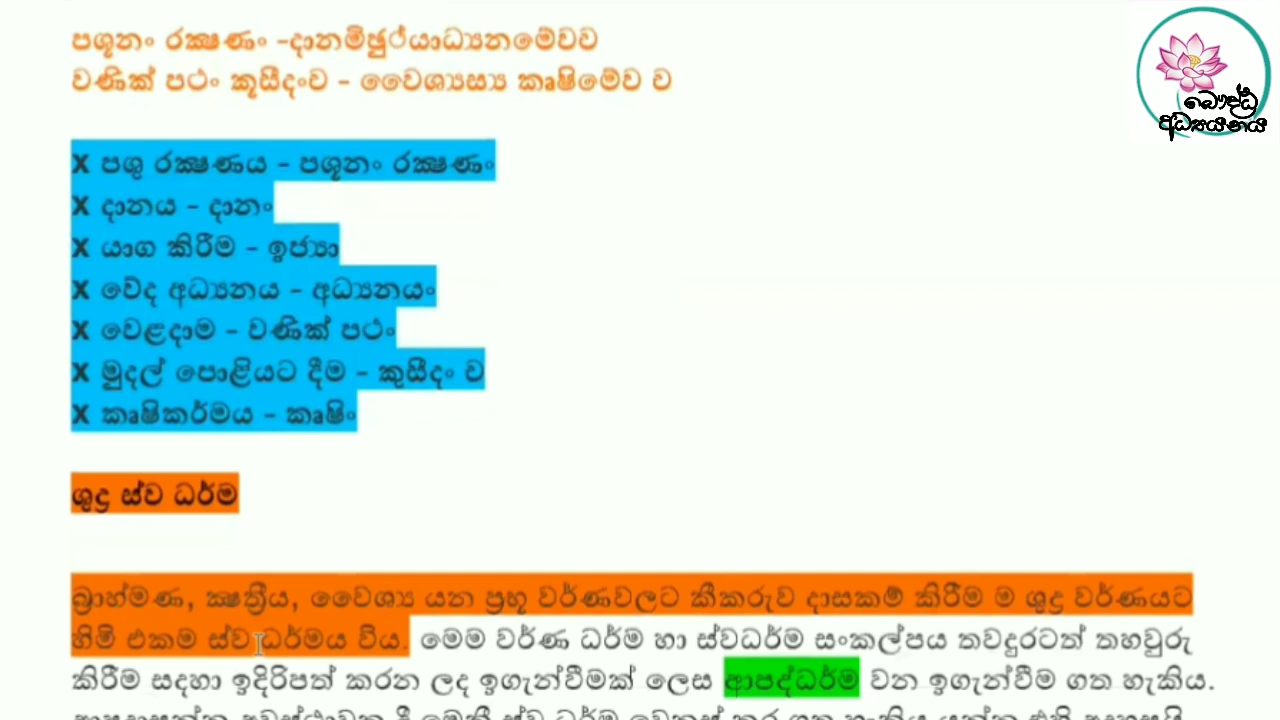 පශූනං රක්‍ෂණං -දානමිඡුර්‍යාධ්‍යනමේවච
වණික් පථං කුසීදංච - වෛශ්‍යස්‍ය කෘෂිමේව ච
X පශු රක්‍ෂණය - පශූනං රක්‍ෂණං
X දානය - දානං
X යාග කිරීම - ඉජ්‍යා
X වේද අධ්‍යනය - අධ්‍යනයං
X වෙළදාම - වණික් පථං
X මුදල් පොළියට දීම - කුසීදං ච
X කෘෂිකර්මය - කෘෂිං
ශුද්‍ර ස්ව ධර්ම
බ්‍රාහ්මණ, ක්‍ෂත්‍රීය, වෛශ්‍ය යන ප්‍රභූ වර්ණවලට කීකරුව දාසකම් කිරීම ම ශුද්‍ර වර්ණයට
හිමි එකම ස්ව ධර්මය විය. මෙම වර්ණ ධර්ම හා ස්වධර්ම සංකල්පය තවදුරටත් තහවුරු
කිරීම සදහා ඉදිරිපත් කරන ලද ඉගැන්වීමක් ලෙස ආපද්ධර්ම වන ඉගැන්වීම ගත හැකිය.
බෞද්ධ
අධ්‍යයනය